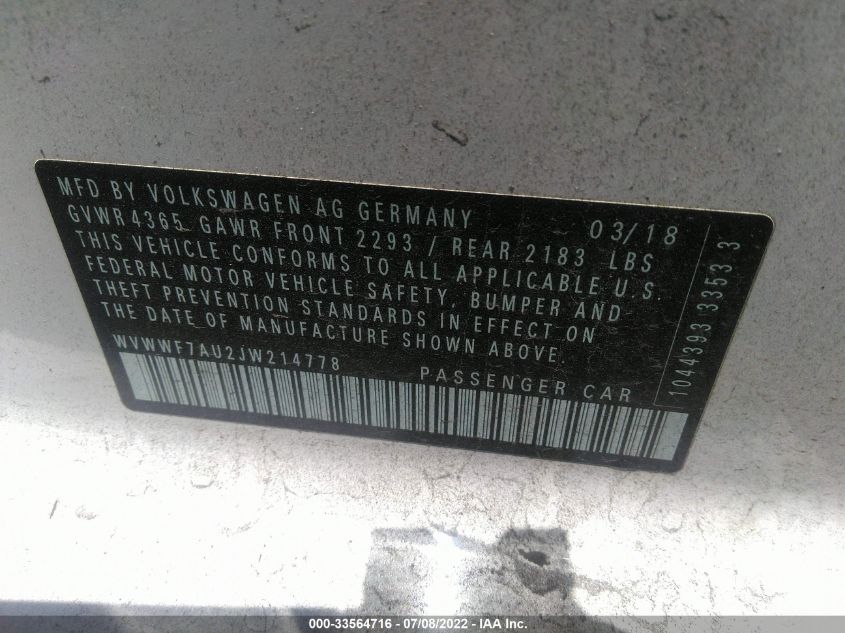 MFD BY VOLKSWAGEN AG GERMANY 03/18
GVWR 4365 GAWR FRONT 2293 / REAR 2183 LBS
THIS VEHICLE CONFORMS TO ALL APPLICABLE U.S.
FEDERAL MOTOR VEHICLE SAFETY, BUMPER AND
THEFT PREVENTION STANDARDS IN EFFECT ON
THE DATE OF MANUFACTURE SHOWN ABOVE.
WVWWF7AU2JW214778 PASSENGER CAR
1044393 3353 3
000-33564716 - 07/08/2022 - IAA Inc.